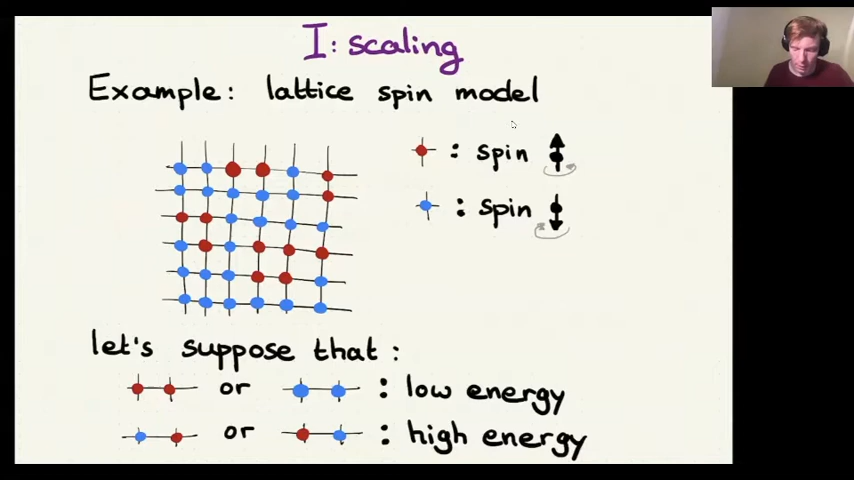 I: scaling
Example: lattice spin model
: spin
: spin
let's suppose that:
or : low energy
or : high energy